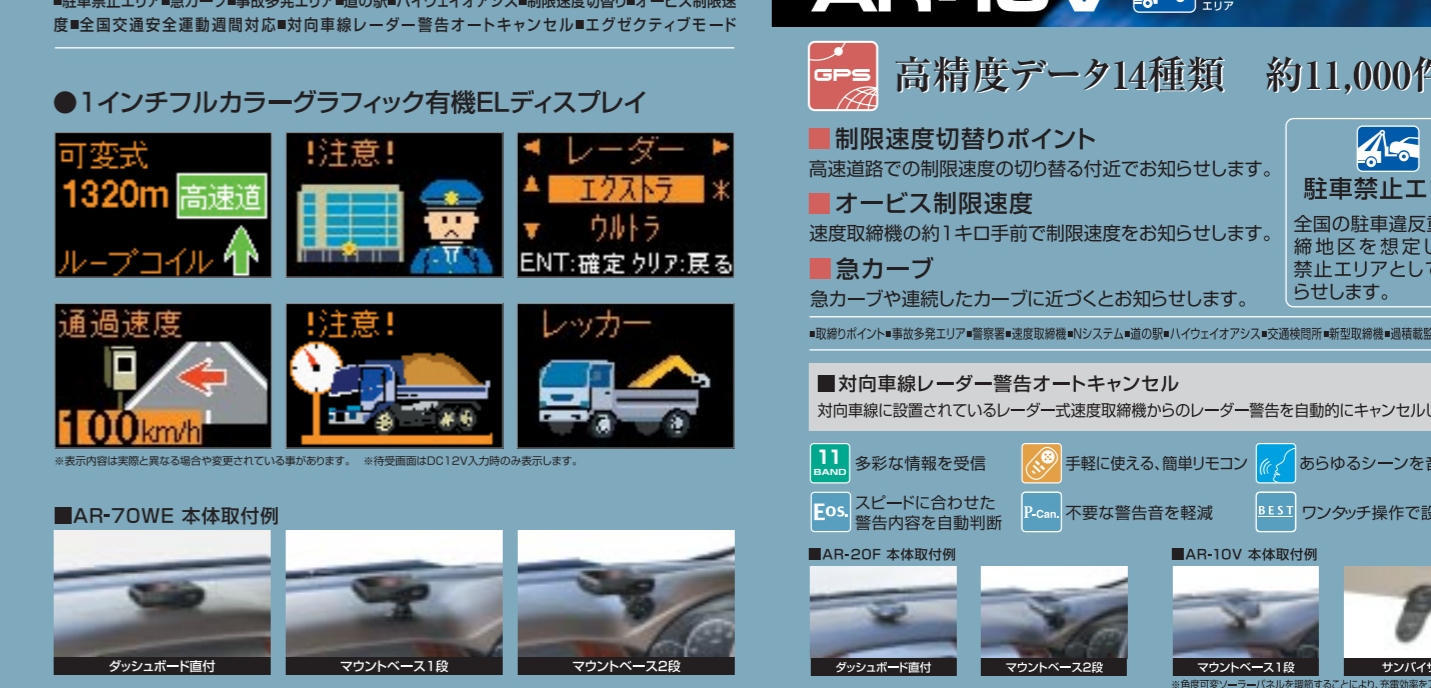 ■駐車禁止エリア■急カーブ■事故多発エリア■道の駅■ハイウェイオアシス■制限速度切替り■オービス制限速
度■全国交通安全運動週間対応■対向車線レーダー警告オートキャンセル■エグゼクティブモード
●1インチフルカラーグラフィック有機ELディスプレイ
可変式
1320m 高速道
ループコイル
!注意!
レーダー
エクストラ
ウルトラ
ENT:確定 クリア:戻る
通過速度
100km/h
!注意!
レッカー
※表示内容は実際と異なる場合や変更されている事があります。 ※待受画面はDC12V入力時のみ表示します。
■AR-70WE 本体取付例
ダッシュボード直付
マウントベース1段
マウントベース2段
AR-10V
エリア
GPS
高精度データ14種類 約11,000件
■制限速度切替りポイント
高速道路での制限速度の切り替る付近でお知らせします。
■オービス制限速度
速度取締機の約1キロ手前で制限速度をお知らせします。
■急カーブ
急カーブや連続したカーブに近づくとお知らせします。
駐車禁止エ
全国の駐車違反
締地区を想定し
禁止エリアとして
らせします。
■取締りポイント■事故多発エリア■警察署■速度取締機■Nシステム■道の駅■ハイウェイオアシス■交通検問所■新型取締機■過積載
■対向車線レーダー警告オートキャンセル
対向車線に設置されているレーダー式速度取締機からのレーダー警告を自動的にキャンセルし
11 BAND 多彩な情報を受信
手軽に使える、簡単リモコン
あらゆるシーンを
EOS. スピードに合わせた
警告内容を自動判断
P-Can. 不要な警告音を軽減
BEST ワンタッチ操作で
■AR-20F 本体取付例
ダッシュボード直付
マウントベース2段
■AR-10V 本体取付例
マウントベース1段
サンバイザ
※角度可変ソーラーパネルを調節することにより、充電効率を